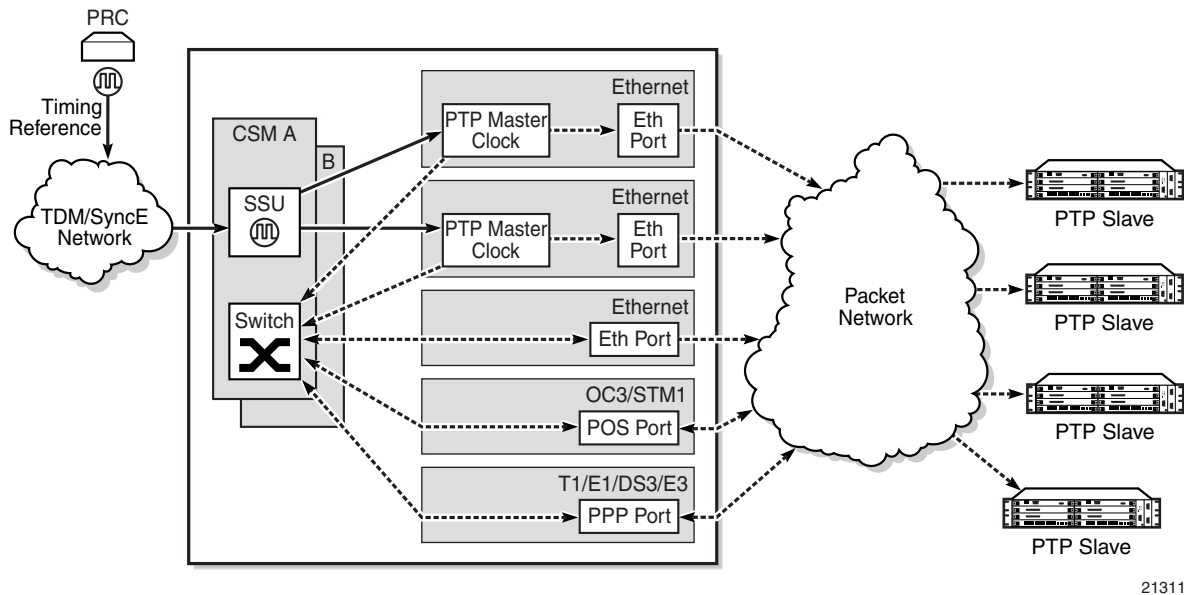 PRC
Timing
Reference
TDM/SyncE
Network
CSM A
B
SSU
Switch
Ethernet
PTP Master
Clock
Eth
Port
Ethernet
PTP Master
Clock
Eth
Port
Ethernet
Eth Port
OC3/STM1
POS Port
T1/E1/DS3/E3
PPP Port
Packet
Network
PTP Slave
PTP Slave
PTP Slave
PTP Slave
21311